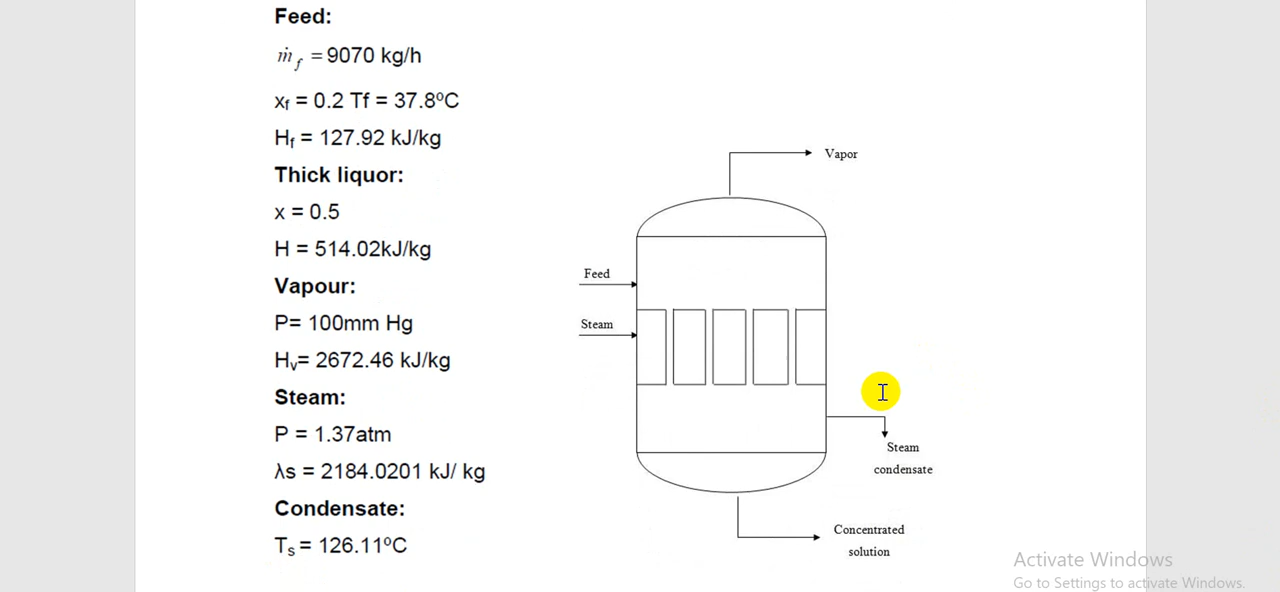 Feed:
ṁf = 9070 kg/h
xf = 0.2 Tf = 37.8ºC
Hf = 127.92 kJ/kg
Thick liquor:
x = 0.5
H = 514.02kJ/kg
Vapour:
P= 100mm Hg
Hv= 2672.46 kJ/kg
Steam:
P = 1.37atm
λs = 2184.0201 kJ/ kg
Condensate:
Ts = 126.11ºC
Vapor
Feed
Steam
Steam
condensate
Concentrated
solution
Activate Windows
Go to Settings to activate Windows.